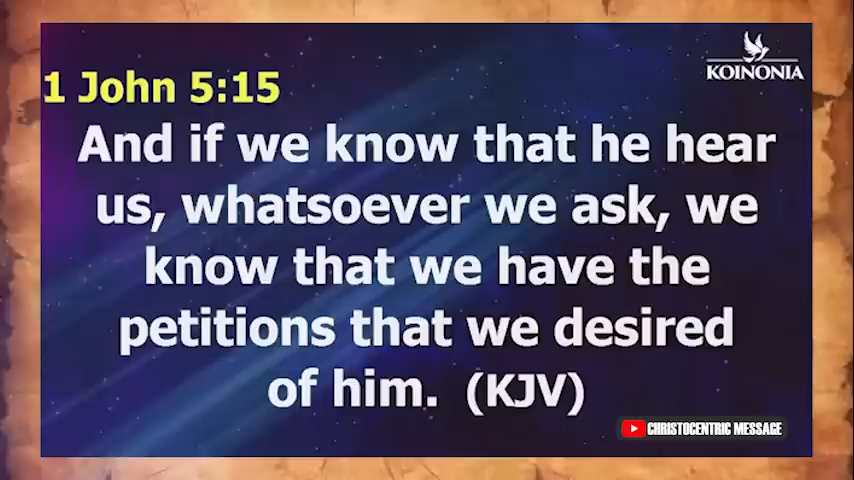 KOINONIA
1 John 5:15
And if we know that he hear
us, whatsoever we ask, we
know that we have the
petitions that we desired
of him. (KJV)
CHRISTOCENTRIC MESSAGE